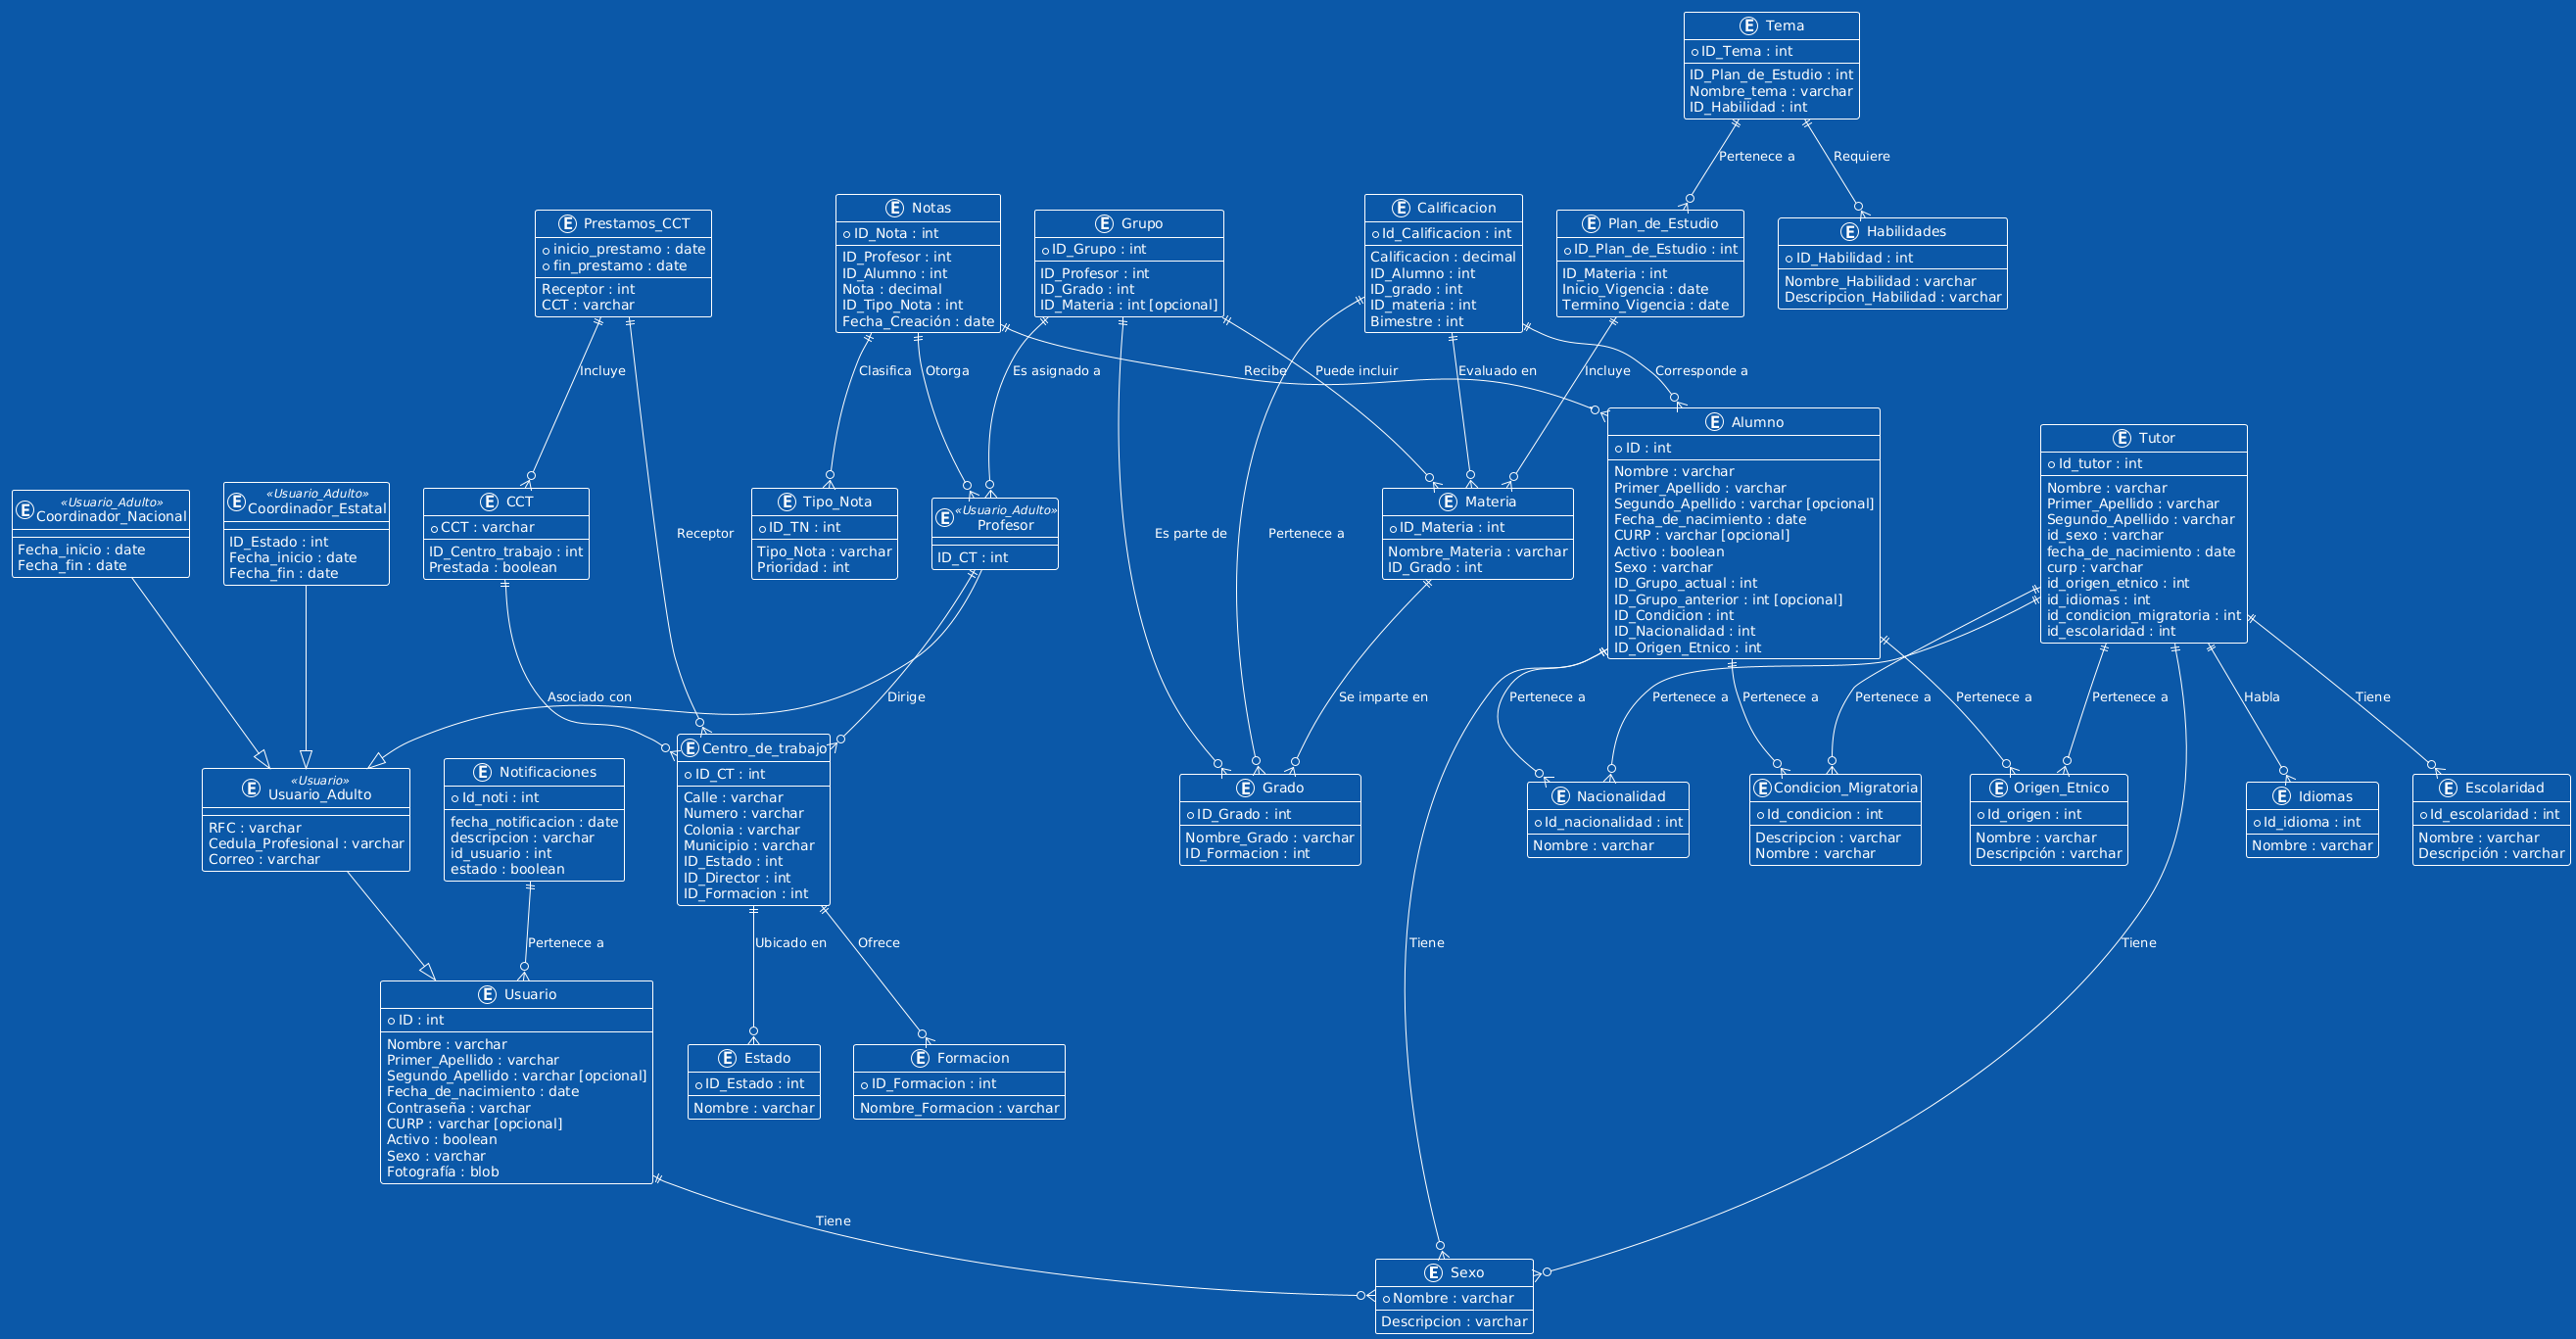 Tema
ID_Tema : int
ID_Plan_de_Estudio : int
Nombre_tema : varchar
ID_Habilidad : int
Pertenece a
Requiere
Prestamos_CCT
inicio_prestamo : date
fin_prestamo : date
Receptor : int
CCT : varchar
Notas
ID_Nota : int
ID_Profesor : int
ID_Alumno : int
Nota : decimal
ID_Tipo_Nota : int
Fecha_Creación : date
Grupo
ID_Grupo : int
ID_Profesor : int
ID_Grado : int
ID_Materia : int [opcional]
Calificacion
Id_Calificacion : int
Calificacion : decimal
ID_Alumno : int
ID_grado : int
ID_materia : int
Bimestre : int
Plan_de_Estudio
ID_Plan_de_Estudio : int
ID_Materia : int
Inicio_Vigencia : date
Termino_Vigencia : date
Habilidades
ID_Habilidad : int
Nombre_Habilidad : varchar
Descripcion_Habilidad : varchar
Incluye
Clasifica
Otorga
Es asignado a
Recibe
Puede incluir
Evaluado en
Incluye
Corresponde a
«Usuario_Adulto»
Coordinador_Nacional
Fecha_inicio : date
Fecha_fin : date
«Usuario_Adulto»
Coordinador_Estatal
ID_Estado : int
Fecha_inicio : date
Fecha_fin : date
CCT
CCT : varchar
ID_Centro_trabajo : int
Prestada : boolean
Receptor
Tipo_Nota
ID_TN : int
Tipo_Nota : varchar
Prioridad : int
«Usuario_Adulto»
Profesor
ID_CT : int
Es parte de
Pertenece a
Materia
ID_Materia : int
Nombre_Materia : varchar
ID_Grado : int
Alumno
ID : int
Nombre : varchar
Primer_Apellido : varchar
Segundo_Apellido : varchar [opcional]
Fecha_de_nacimiento : date
CURP : varchar [opcional]
Activo : boolean
Sexo : varchar
ID_Grupo_actual : int
ID_Grupo_anterior : int [opcional]
ID_Condicion : int
ID_Nacionalidad : int
ID_Origen_Etnico : int
Tutor
Id_tutor : int
Nombre : varchar
Primer_Apellido : varchar
Segundo_Apellido : varchar
id_sexo : varchar
fecha_de_nacimiento : date
curp : varchar
id_origen_etnico : int
id_idiomas : int
id_condicion_migratoria : int
id_escolaridad : int
Asociado con
Dirige
Se imparte en
Pertenece a
Pertenece a
Pertenece a
Pertenece a
Pertenece a
Pertenece a
Habla
Tiene
«Usuario»
Usuario_Adulto
RFC : varchar
Cedula_Profesional : varchar
Correo : varchar
Notificaciones
Id_noti : int
fecha_notificacion : date
descripcion : varchar
id_usuario : int
estado : boolean
Centro_de_trabajo
ID_CT : int
Calle : varchar
Numero : varchar
Colonia : varchar
Municipio : varchar
ID_Estado : int
ID_Director : int
ID_Formacion : int
Grado
ID_Grado : int
Nombre_Grado : varchar
ID_Formacion : int
Nacionalidad
Id_nacionalidad : int
Nombre : varchar
Condicion_Migratoria
Id_condicion : int
Descripcion : varchar
Nombre : varchar
Origen_Etnico
Id_origen : int
Nombre : varchar
Descripción : varchar
Idiomas
Id_idioma : int
Nombre : varchar
Escolaridad
Id_escolaridad : int
Nombre : varchar
Descripción : varchar
Pertenece a
Ubicado en
Ofrece
Tiene
Tiene
Usuario
ID : int
Nombre : varchar
Primer_Apellido : varchar
Segundo_Apellido : varchar [opcional]
Fecha_de_nacimiento : date
Contraseña : varchar
CURP : varchar [opcional]
Activo : boolean
Sexo : varchar
Fotografía : blob
Estado
ID_Estado : int
Nombre : varchar
Formacion
ID_Formacion : int
Nombre_Formacion : varchar
Tiene
Sexo
Nombre : varchar
Descripcion : varchar